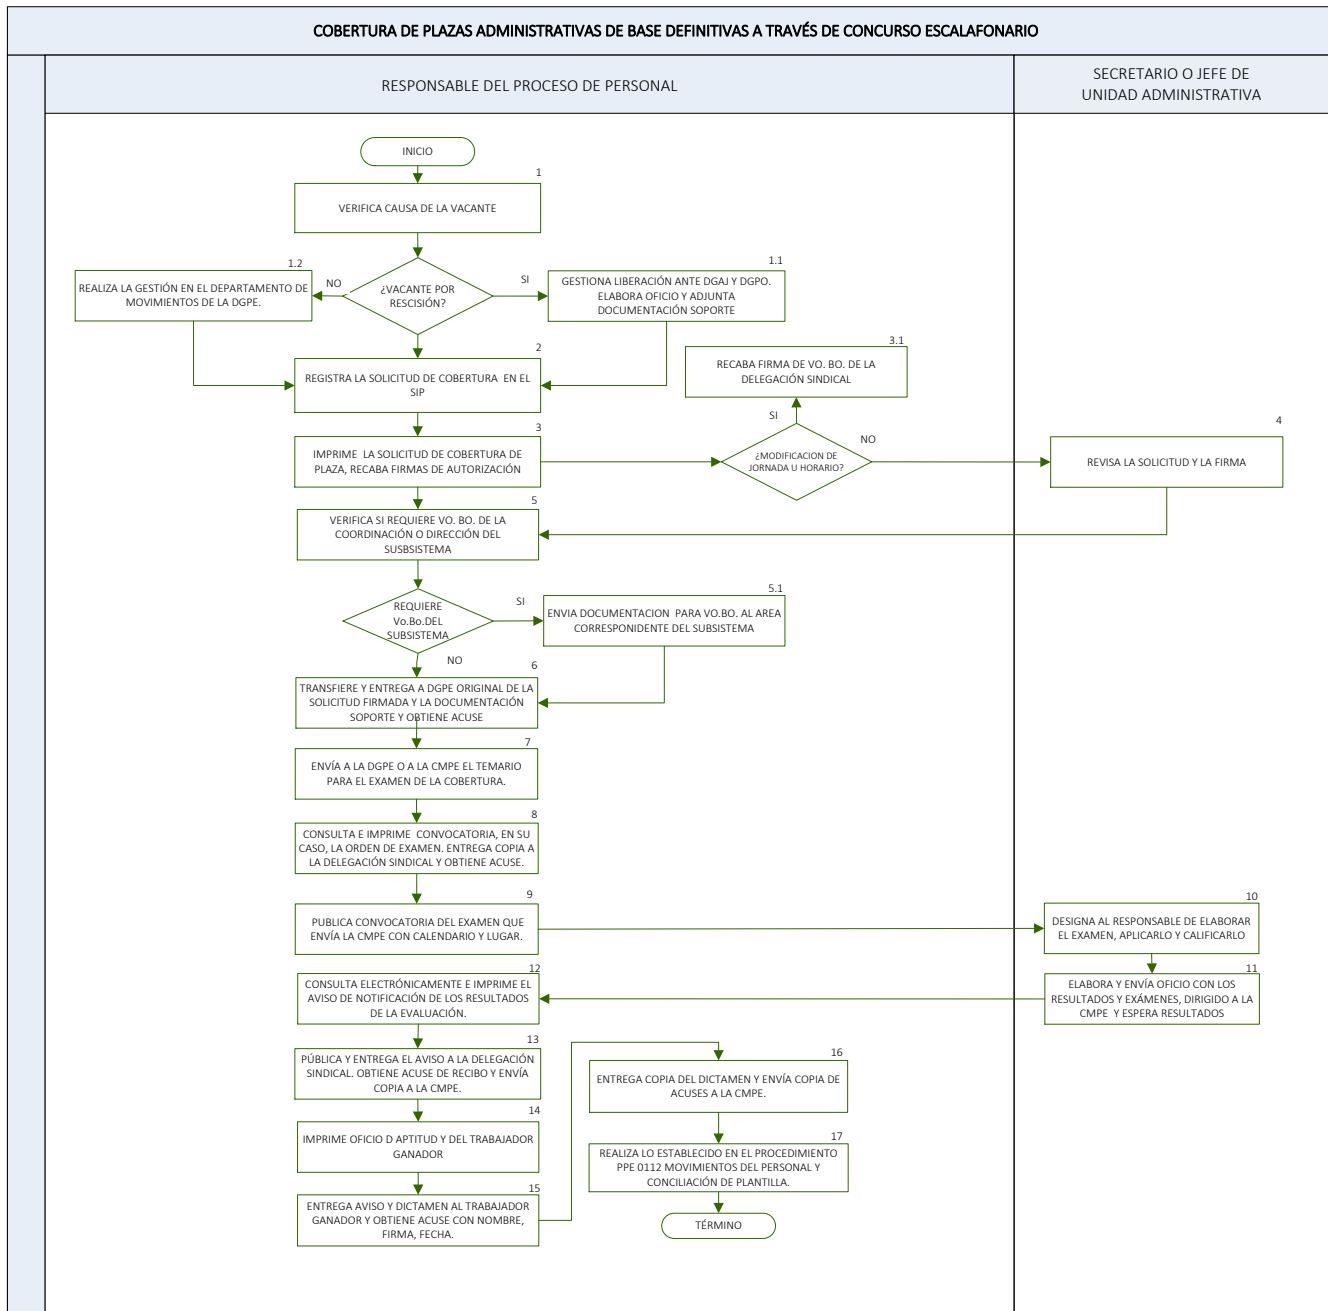 COBERTURA DE PLAZAS ADMINISTRATIVAS DE BASE DEFINITIVAS A TRAVÉS DE CONCURSO ESCALAFONARIO
RESPONSABLE DEL PROCESO DE PERSONAL
SECRETARIO O JEFE DE
UNIDAD ADMINISTRATIVA
INICIO
1
VERIFICA CAUSA DE LA VACANTE
¿VACANTE POR
RESCISIÓN?
NO
1.2
REALIZA LA GESTIÓN EN EL DEPARTAMENTO DE
MOVIMIENTOS DE LA DGPE.
SI
1.1
GESTIONA LIBERACIÓN ANTE DGAJ Y DGPO.
ELABORA OFICIO Y ADJUNTA
DOCUMENTACIÓN SOPORTE
2
REGISTRA LA SOLICITUD DE COBERTURA EN EL
SIP
3
IMPRIME LA SOLICITUD DE COBERTURA DE
PLAZA, RECABA FIRMAS DE AUTORIZACIÓN
3.1
RECABA FIRMA DE VO. BO. DE LA
DELEGACIÓN SINDICAL
SI
¿MODIFICACION DE
JORNADA U HORARIO?
NO
4
REVISA LA SOLICITUD Y LA FIRMA
5
VERIFICA SI REQUIERE VO. BO. DE LA
COORDINACIÓN O DIRECCIÓN DEL
SUSBSISTEMA
REQUIERE
Vo.Bo.DEL
SUBSISTEMA
SI
5.1
ENVIA DOCUMENTACION PARA VO.BO. AL AREA
CORRESPONIDENTE DEL SUBSISTEMA
NO
6
TRANSFIERE Y ENTREGA A DGPE ORIGINAL DE LA
SOLICITUD FIRMADA Y LA DOCUMENTACIÓN
SOPORTE Y OBTIENE ACUSE
7
ENVÍA A LA DGPE O A LA CMPE EL TEMARIO
PARA EL EXAMEN DE LA COBERTURA.
8
CONSULTA E IMPRIME CONVOCATORIA, EN SU
CASO, LA ORDEN DE EXAMEN. ENTREGA COPIA A
LA DELEGACIÓN SINDICAL Y OBTIENE ACUSE.
9
PUBLICA CONVOCATORIA DEL EXAMEN QUE
ENVÍA LA CMPE CON CALENDARIO Y LUGAR.
10
DESIGNA AL RESPONSABLE DE ELABORAR
EL EXAMEN, APLICARLO Y CALIFICARLO
11
ELABORA Y ENVÍA OFICIO CON LOS
RESULTADOS Y EXÁMENES, DIRIGIDO A LA
CMPE Y ESPERA RESULTADOS
12
CONSULTA ELECTRÓNICAMENTE E IMPRIME EL
AVISO DE NOTIFICACIÓN DE LOS RESULTADOS
DE LA EVALUACIÓN.
13
PÚBLICA Y ENTREGA EL AVISO A LA DELEGACIÓN
SINDICAL. OBTIENE ACUSE DE RECIBO Y ENVÍA
COPIA A LA CMPE.
14
IMPRIME OFICIO D APTITUD Y DEL TRABAJADOR
GANADOR
15
ENTREGA AVISO Y DICTAMEN AL TRABAJADOR
GANADOR Y OBTIENE ACUSE CON NOMBRE,
FIRMA, FECHA.
16
ENTREGA COPIA DEL DICTAMEN Y ENVÍA COPIA DE
ACUSES A LA CMPE.
17
REALIZA LO ESTABLECIDO EN EL PROCEDIMIENTO
PPE 0112 MOVIMIENTOS DEL PERSONAL Y
CONCILIACIÓN DE PLANTILLA.
TÉRMINO